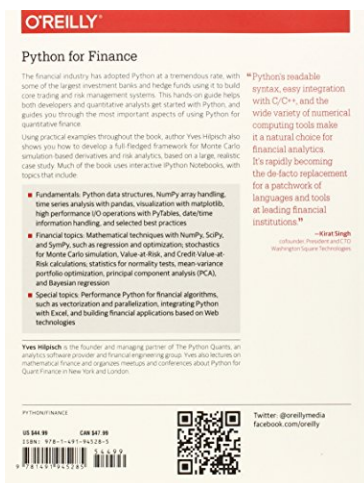 O'REILLY®
Python for Finance
The financial industry has adopted Python at a tremendous rate, with
some of the largest investment banks and hedge funds using it to build
core trading and risk management systems. This hands-on guide helps
both developers and quantitative analysts get started with Python, and
guides you through the most important aspects of using Python for
quantitative finance.
Using practical examples throughout the book, author Yves Hilpisch also
shows you how to develop a full-fledged framework for Monte Carlo
simulation-based derivatives and risk analytics, based on a large, realistic
case study. Much of the book uses interactive IPython Notebooks, with
topics that include:
■ Fundamentals: Python data structures, NumPy array handling,
time series analysis with pandas, visualization with matplotlib,
high performance I/O operations with PyTables, date/time
information handling, and selected best practices
■ Financial topics: Mathematical techniques with NumPy, SciPy,
and SymPy, such as regression and optimization; stochastics
for Monte Carlo simulation, Value-at-Risk, and Credit-Value-at-
Risk calculations; statistics for normality tests, mean-variance
portfolio optimization, principal component analysis (PCA),
and Bayesian regression
■ Special topics: Performance Python for financial algorithms,
such as vectorization and parallelization, integrating Python
with Excel, and building financial applications based on Web
technologies
Yves Hilpisch is the founder and managing partner of The Python Quants, an
analytics software provider and financial engineering group. Yves also lectures on
mathematical finance and organizes meetups and conferences about Python for
Quant Finance in New York and London.
“Python's readable
syntax, easy integration
with C/C++, and the
wide variety of numerical
computing tools make
it a natural choice for
financial analytics.
It's rapidly becoming
the de-facto replacement
for a patchwork of
languages and tools
at leading financial
institutions.”
—Kirat Singh
cofounder, President and CTO
Washington Square Technologies
PYTHON/FINANCE
US $44.99 CAN $47.99
ISBN: 978-1-491-94528-5
54499
9 781491 945285
Twitter: @oreillymedia
facebook.com/oreilly